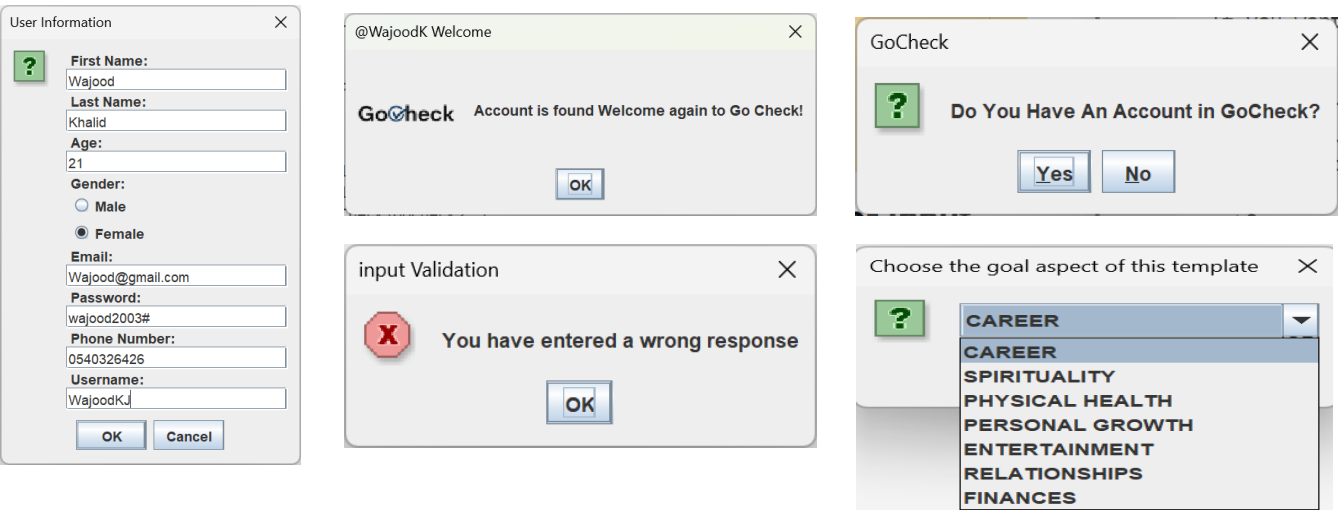 User Information
First Name:
Wajood
Last Name:
Khalid
Age:
21
Gender:
Male
Female
Email:
Wajood@gmail.com
Password:
wajood2003#
Phone Number:
0540326426
Username:
WajoodKJ
OK Cancel
@WajoodK Welcome
GoCheck Account is found Welcome again to Go Check!
OK
input Validation
You have entered a wrong response
OK
GoCheck
Do You Have An Account in GoCheck?
Yes No
Choose the goal aspect of this template
CAREER
CAREER
SPIRITUALITY
PHYSICAL HEALTH
PERSONAL GROWTH
ENTERTAINMENT
RELATIONSHIPS
FINANCES